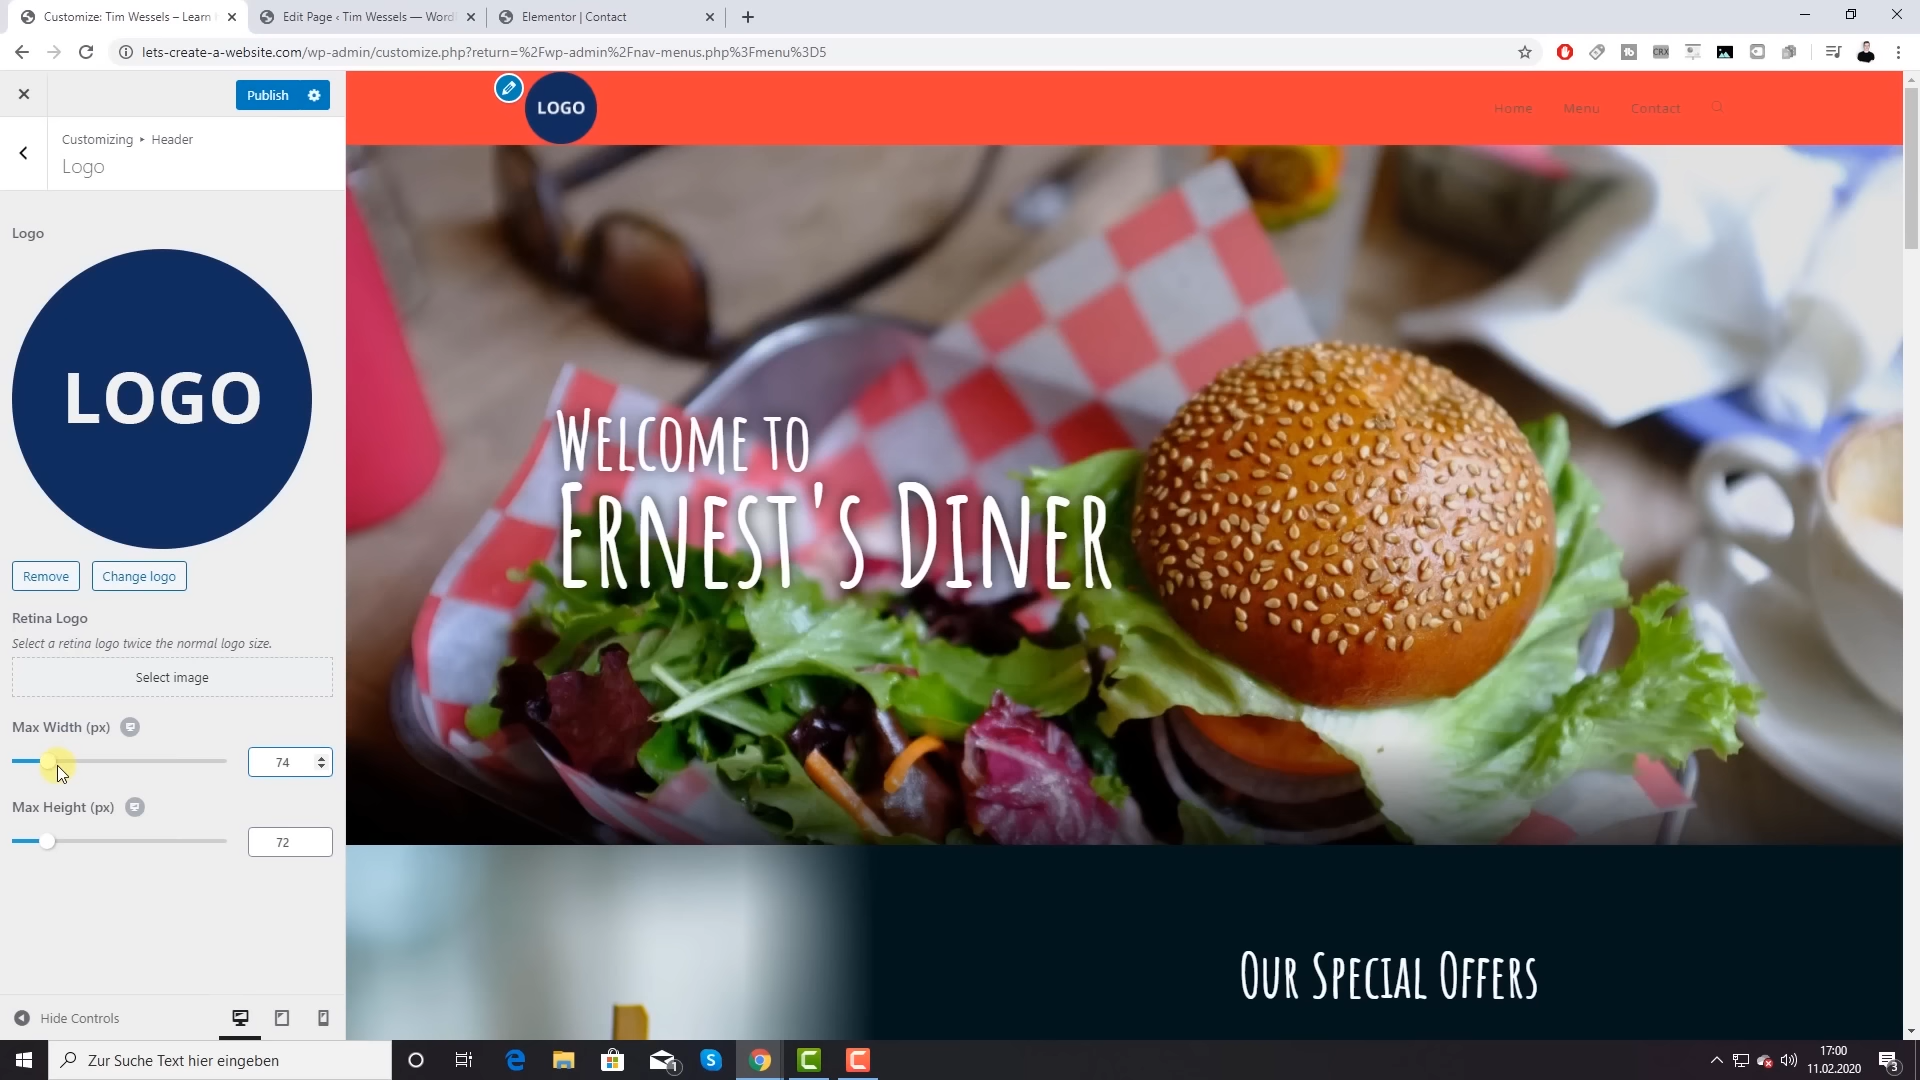 Customize: Tim Wessels – Learn
Edit Page ‹ Tim Wessels — Word
Elementor | Contact
lets-create-a-website.com/wp-admin/customize.php?return=%2Fwp-admin%2Fnav-menus.php%3Fmenu%3D5
Publish
Customizing ▸ Header
Logo
LOGO
Home
Menu
Contact
Logo
LOGO
Welcome to
Ernest's Diner
Remove
Change logo
Retina Logo
Select a retina logo twice the normal logo size.
Select image
Max Width (px)
74
Max Height (px)
72
Our Special Offers
Hide Controls
Zur Suche Text hier eingeben
17:00
11.02.2020